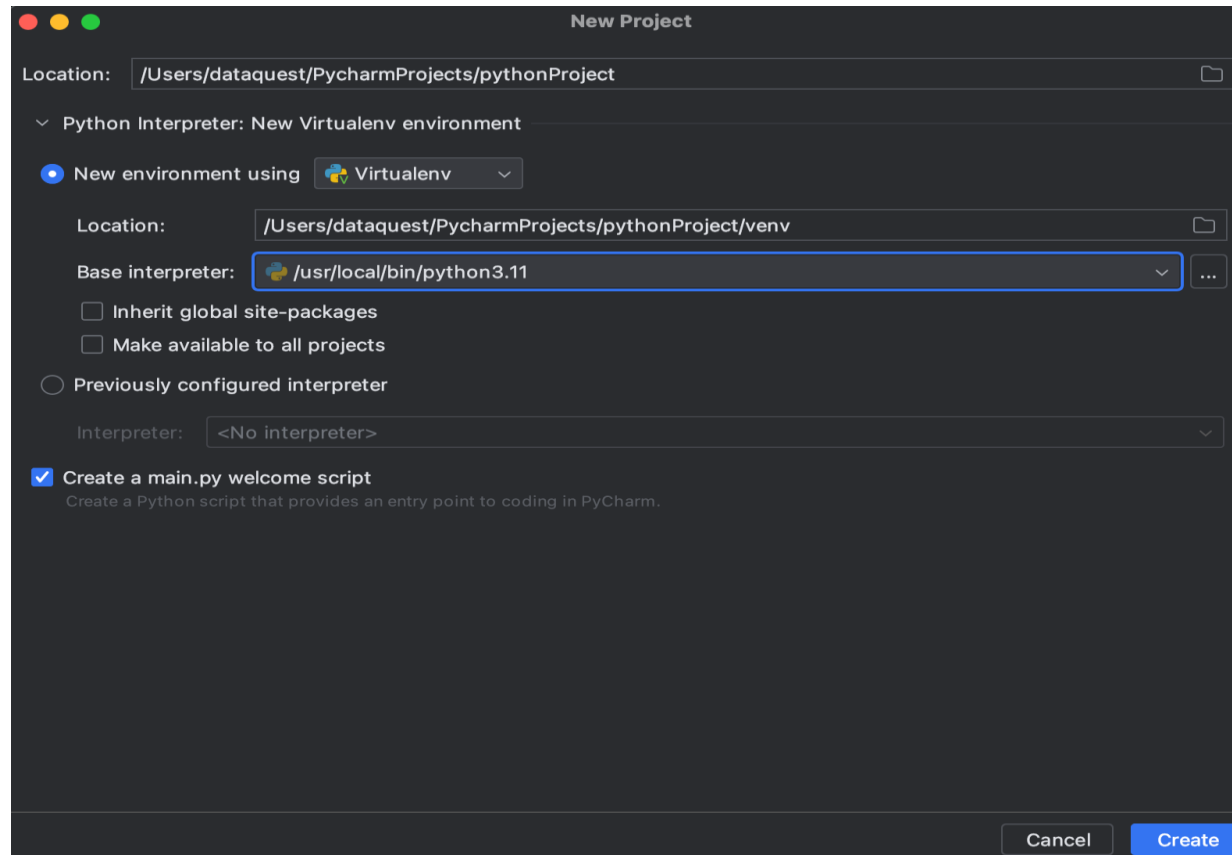 New Project
Location: /Users/dataquest/PycharmProjects/pythonProject
Python Interpreter: New Virtualenv environment
New environment using Virtualenv
Location: /Users/dataquest/PycharmProjects/pythonProject/venv
Base interpreter: /usr/local/bin/python3.11 ...
Inherit global site-packages
Make available to all projects
Previously configured interpreter
Interpreter: <No interpreter>
Create a main.py welcome script
Create a Python script that provides an entry point to coding in PyCharm.
Cancel Create